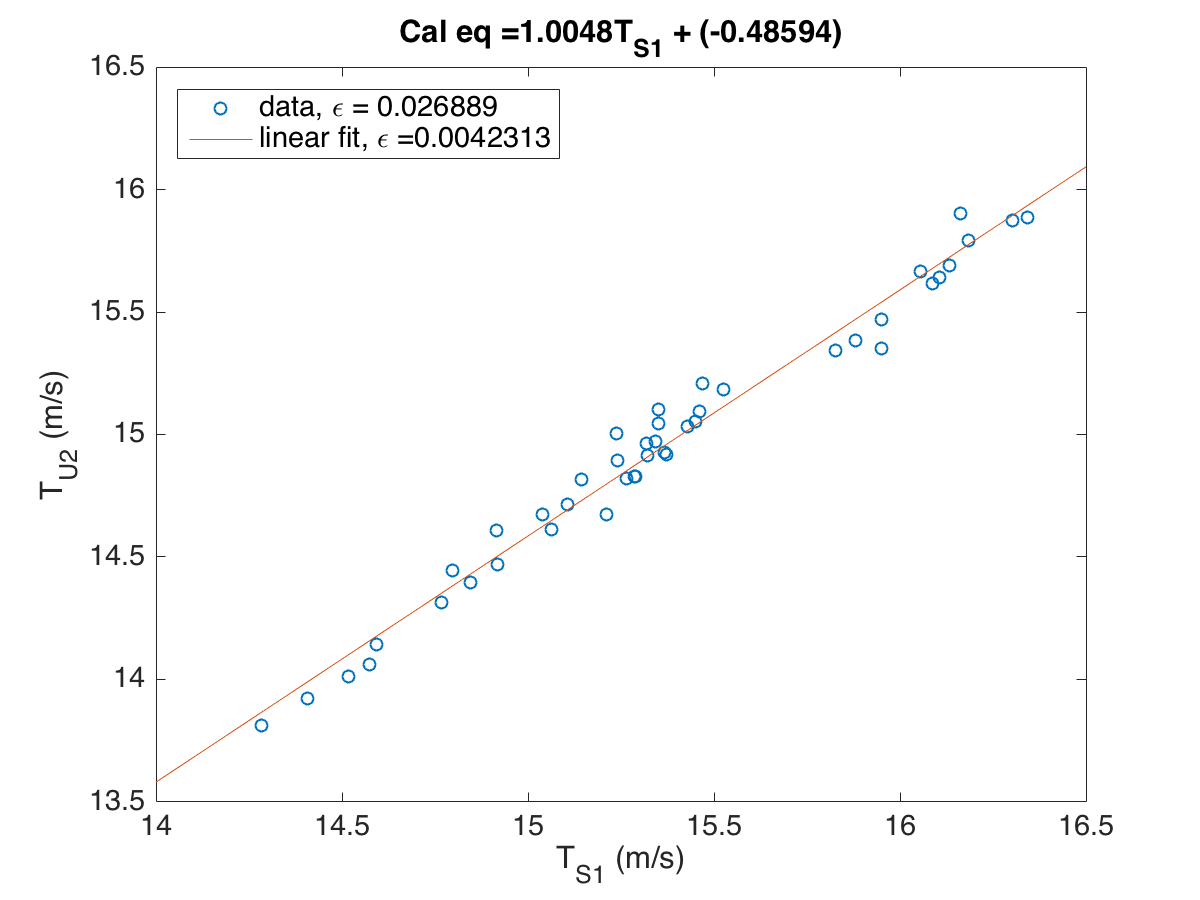 Cal eq =1.0048T_S1 + (-0.48594)
16.5
data, ϵ = 0.026889
linear fit, ϵ =0.0042313
16
15.5
15
14.5
14
13.5
T_U2 (m/s)
14 14.5 15 15.5 16 16.5
T_S1 (m/s)